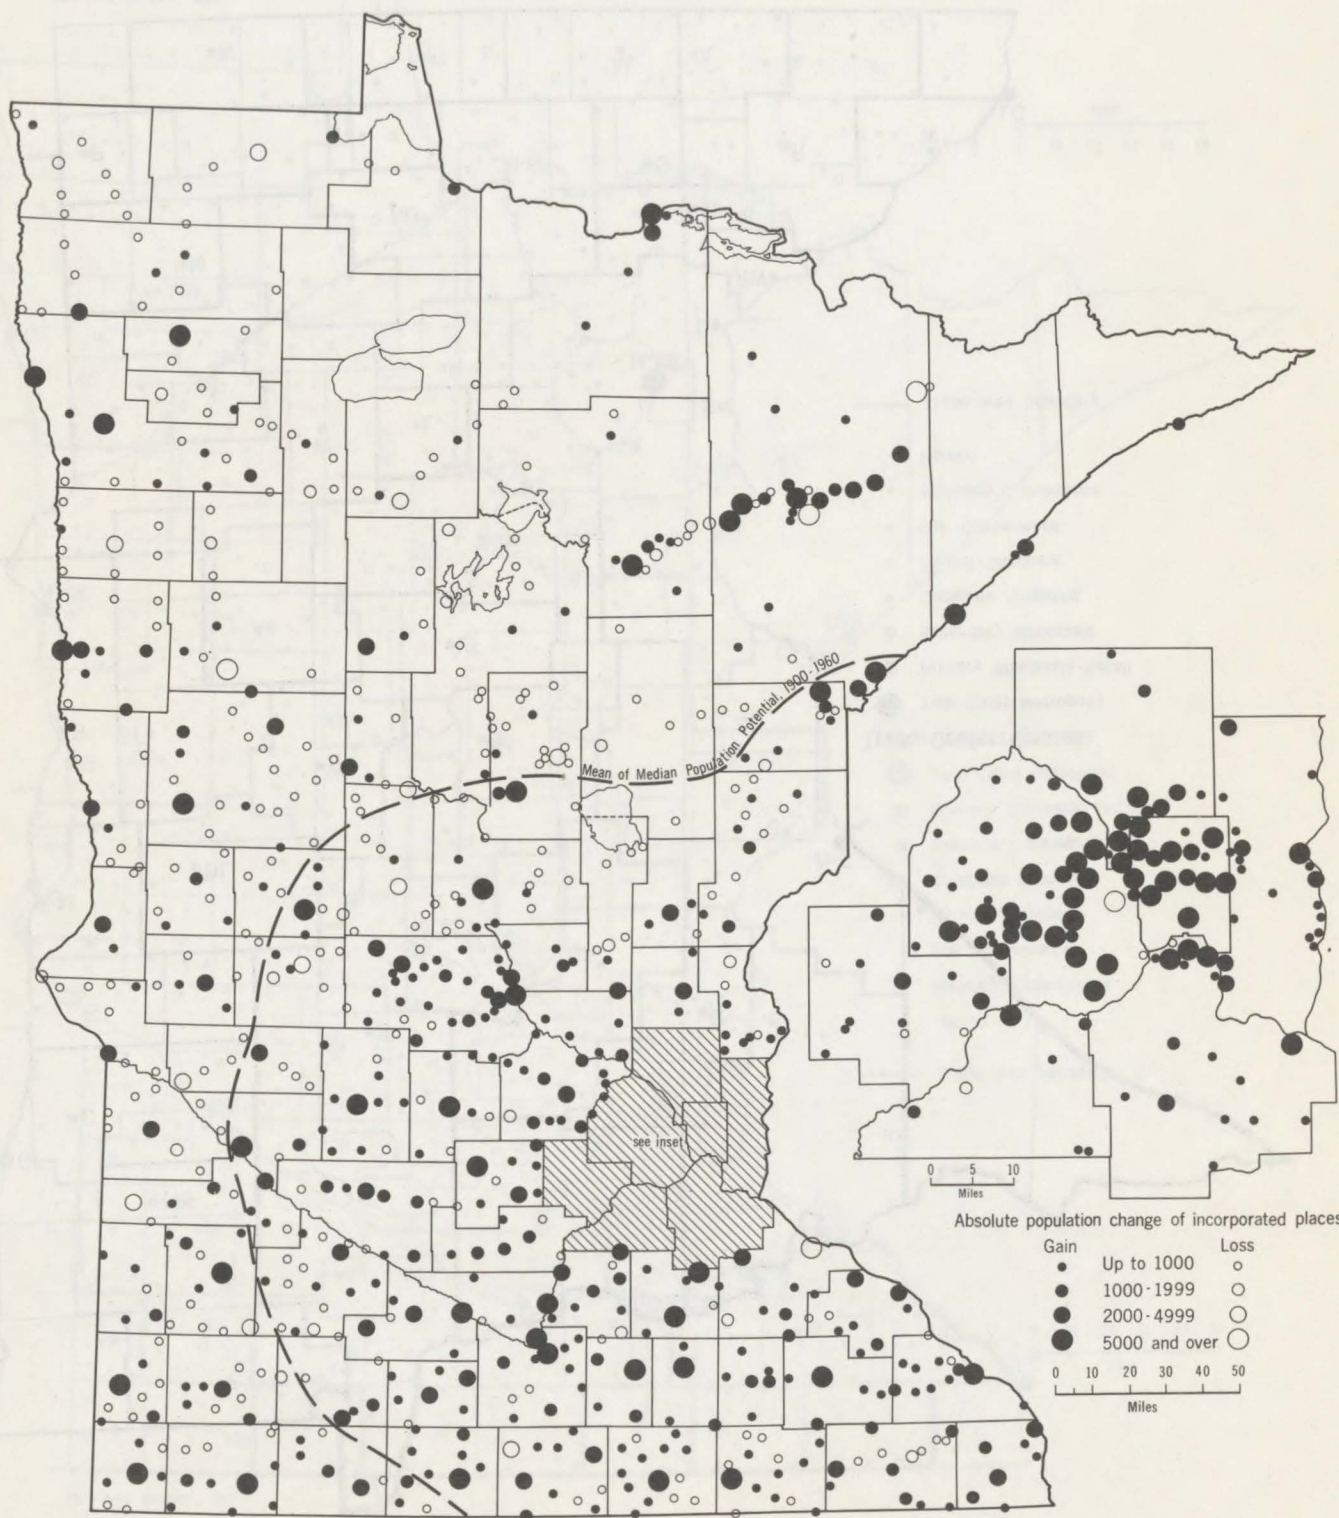 Mean of Median Population Potential, 1900-1960
see inset
0 5 10
Miles
Absolute population change of incorporated places
Gain Loss
Up to 1000
1000-1999
2000-4999
5000 and over
0 10 20 30 40 50
Miles